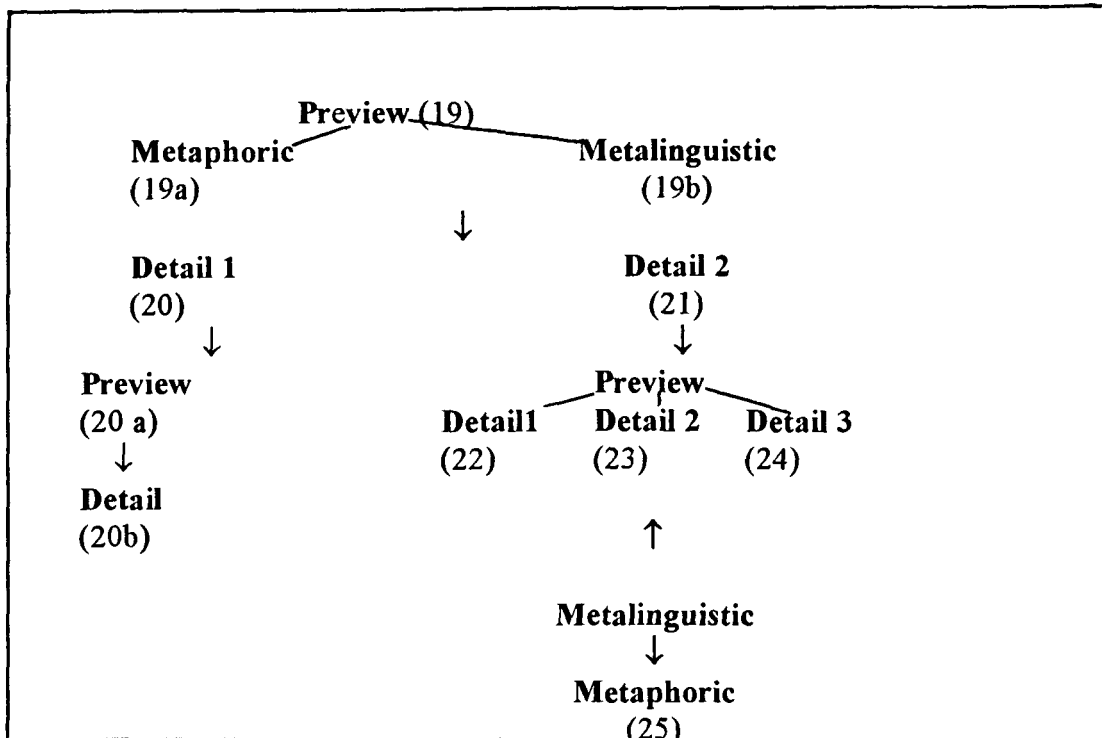 Preview (19)
Metaphoric Metalinguistic
(19a) (19b)
↓
Detail 1 Detail 2
(20) (21)
↓ ↓
Preview Preview
(20 a) Detail1 Detail 2 Detail 3
(22) (23) (24)
↓
Detail
(20b)
↑
Metalinguistic
↓
Metaphoric
(25)